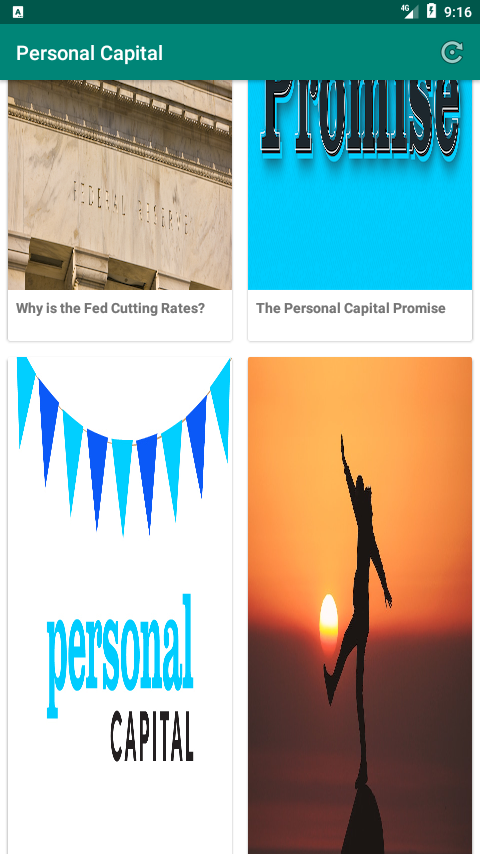 4G 9:16
Personal Capital
FEDERAL RESERVE
Promise
Why is the Fed Cutting Rates?
The Personal Capital Promise
personal
CAPITAL